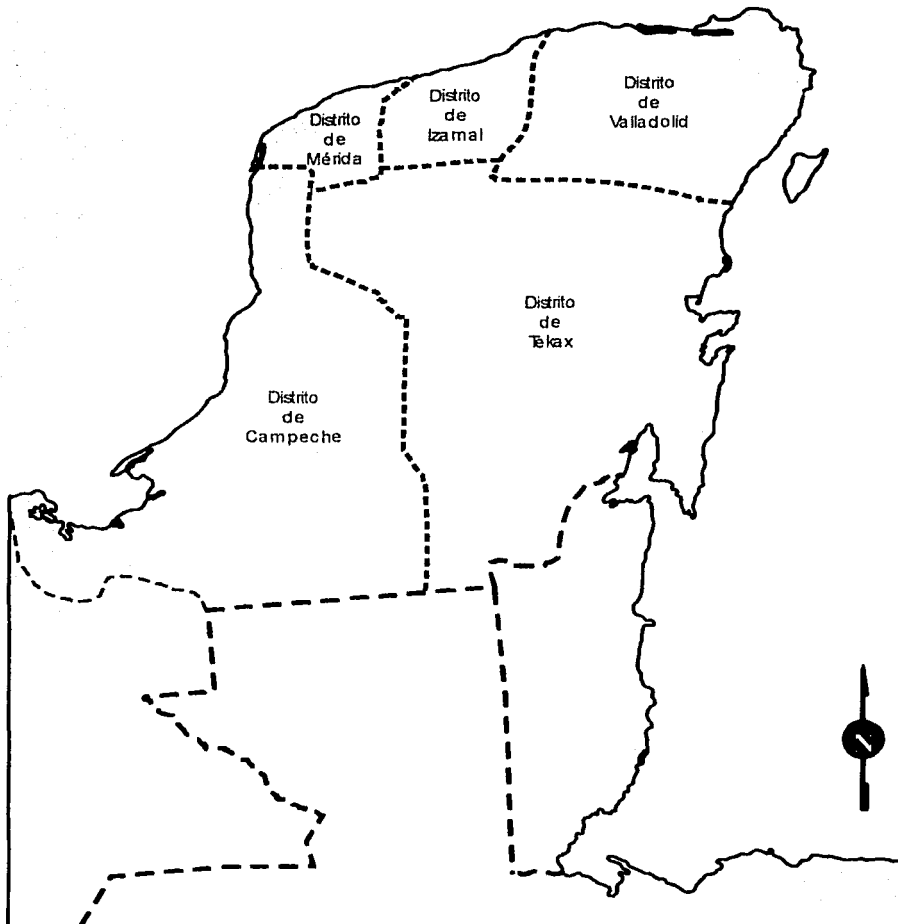 Distrito
de
Mérida
Distrito
de
Izamal
Distrito
de
Valladolid
Distrito
de
Tekax
Distrito
de
Campeche